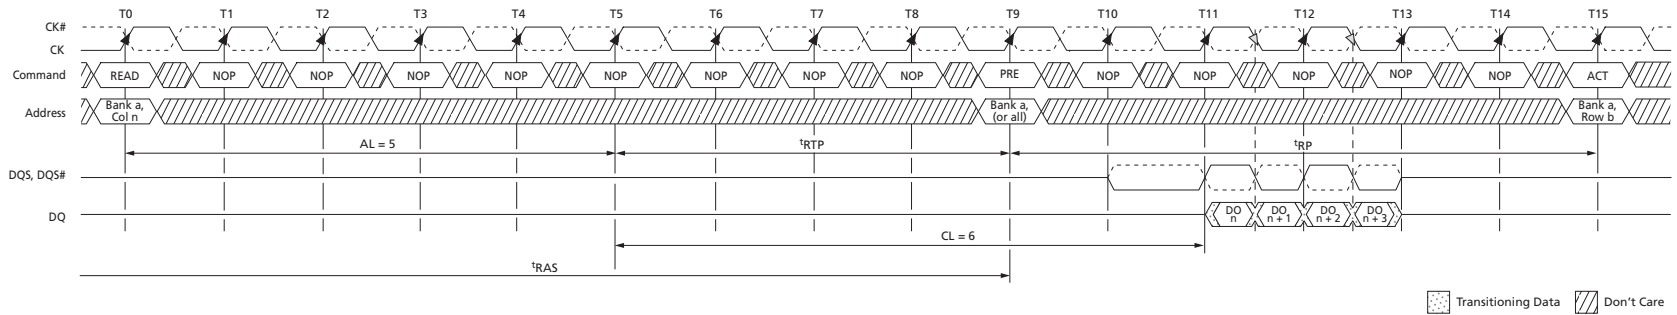 T0 T1 T2 T3 T4 T5 T6 T7 T8 T9 T10 T11 T12 T13 T14 T15
CK#
CK
Command READ NOP NOP NOP NOP NOP NOP NOP NOP PRE NOP NOP NOP NOP NOP ACT
Address
Bank a,
Col n
Bank a,
(or all)
Bank a,
Row b
AL = 5 tRTP tRP
DQS, DQS#
DQ
DO
n
DO
n + 1
DO
n + 2
DO
n + 3
CL = 6
tRAS
Transitioning Data Don't Care